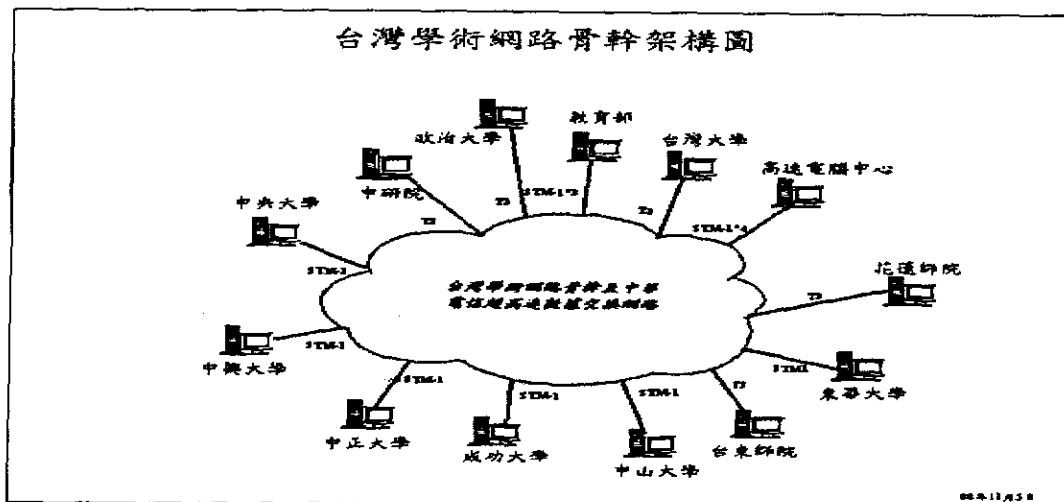 台灣學術網路骨幹架構圖
政治大學
教育部
台灣大學
高速電腦中心
中研院
中央大學
T3
STM-1*3
T3
STM-1*4
T3
STM-1
台灣學術網路骨幹及中華
電信超高速數據交換網路
花蓮師院
T3
STM-1
中興大學
STM-1
STM-1
STM-1
T3
STM1
東華大學
中正大學
成功大學
中山大學
台東師院